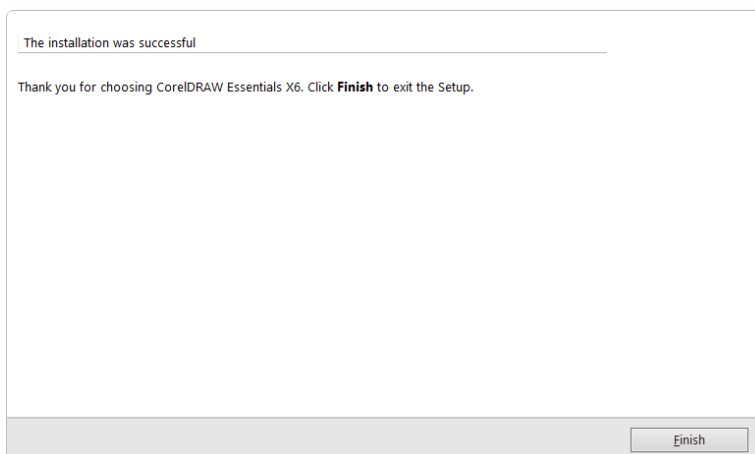 The installation was successful
Thank you for choosing CorelDRAW Essentials X6. Click Finish to exit the Setup.
Finish